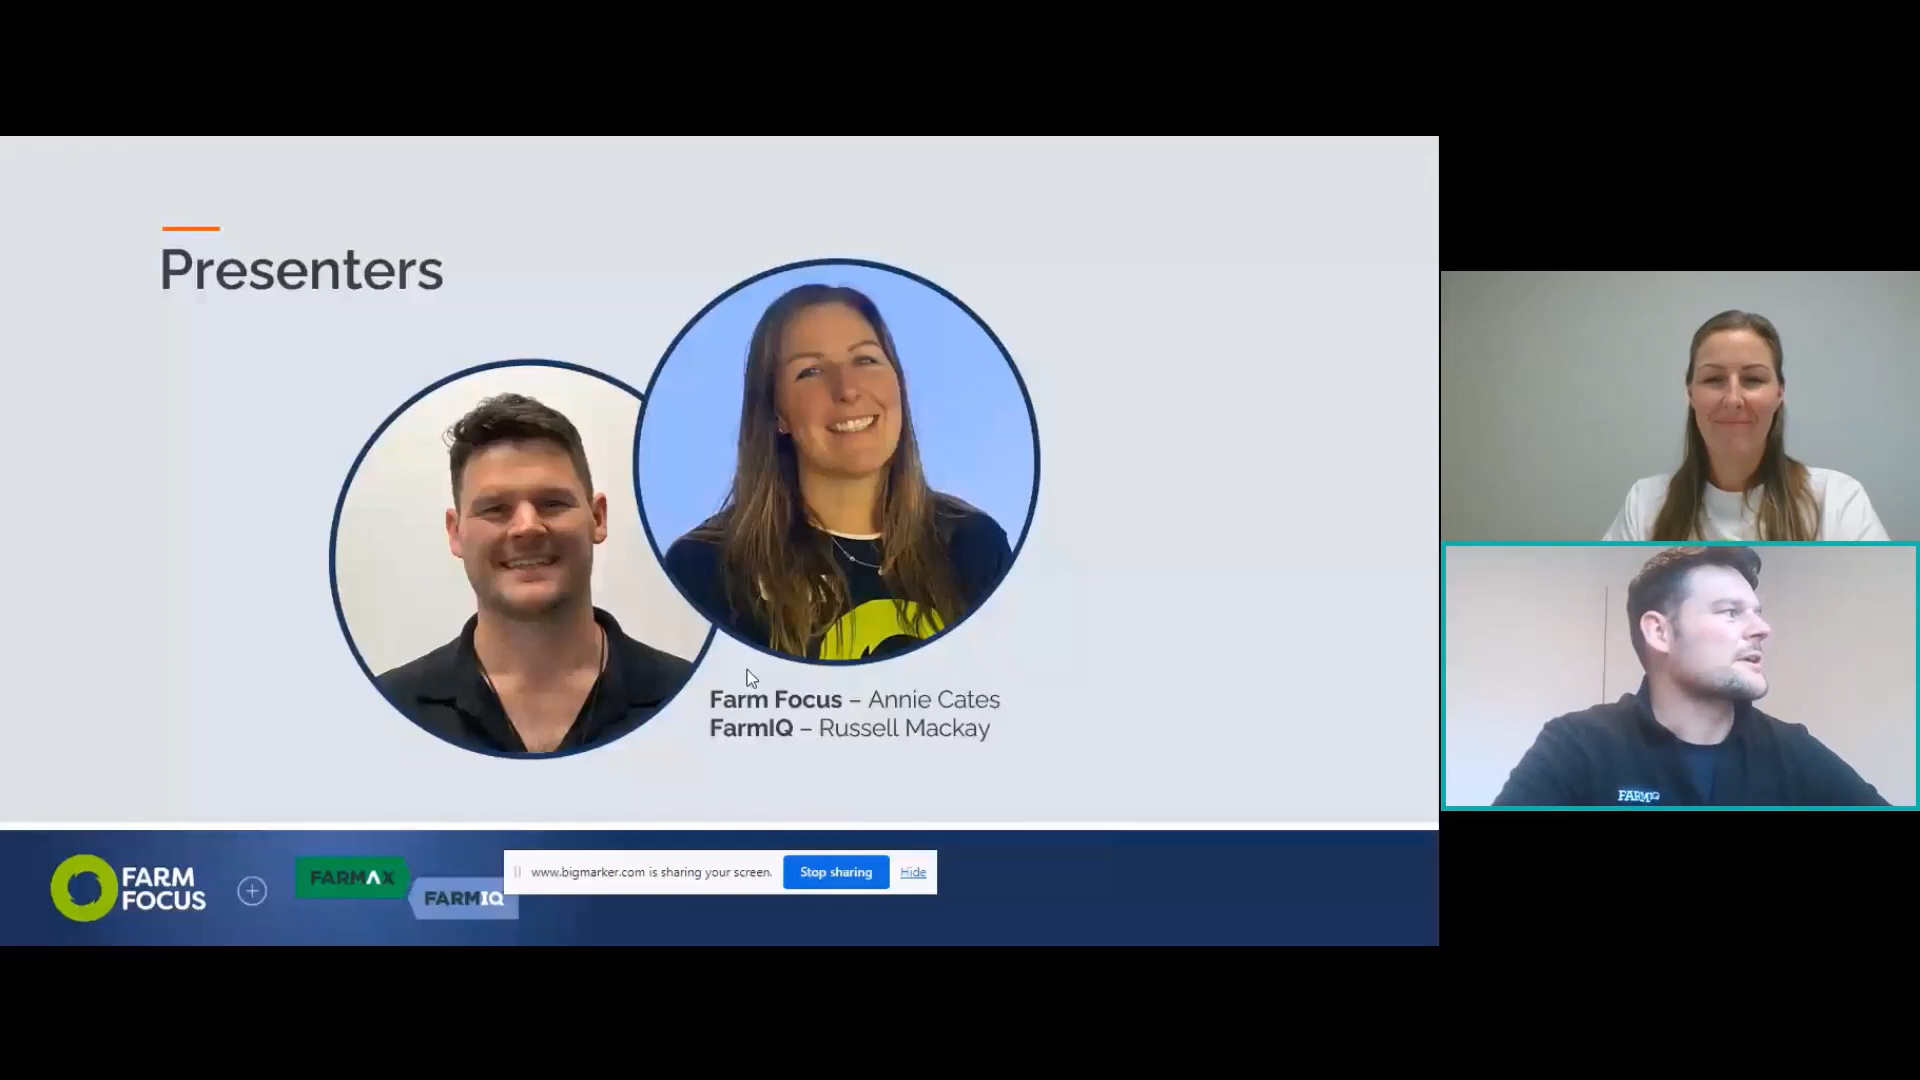 Presenters
Farm Focus – Annie Cates
FarmIQ – Russell Mackay
FARMIQ
FARM
FOCUS
FARMAX
FARMIQ
www.bigmarker.com is sharing your screen.
Stop sharing
Hide